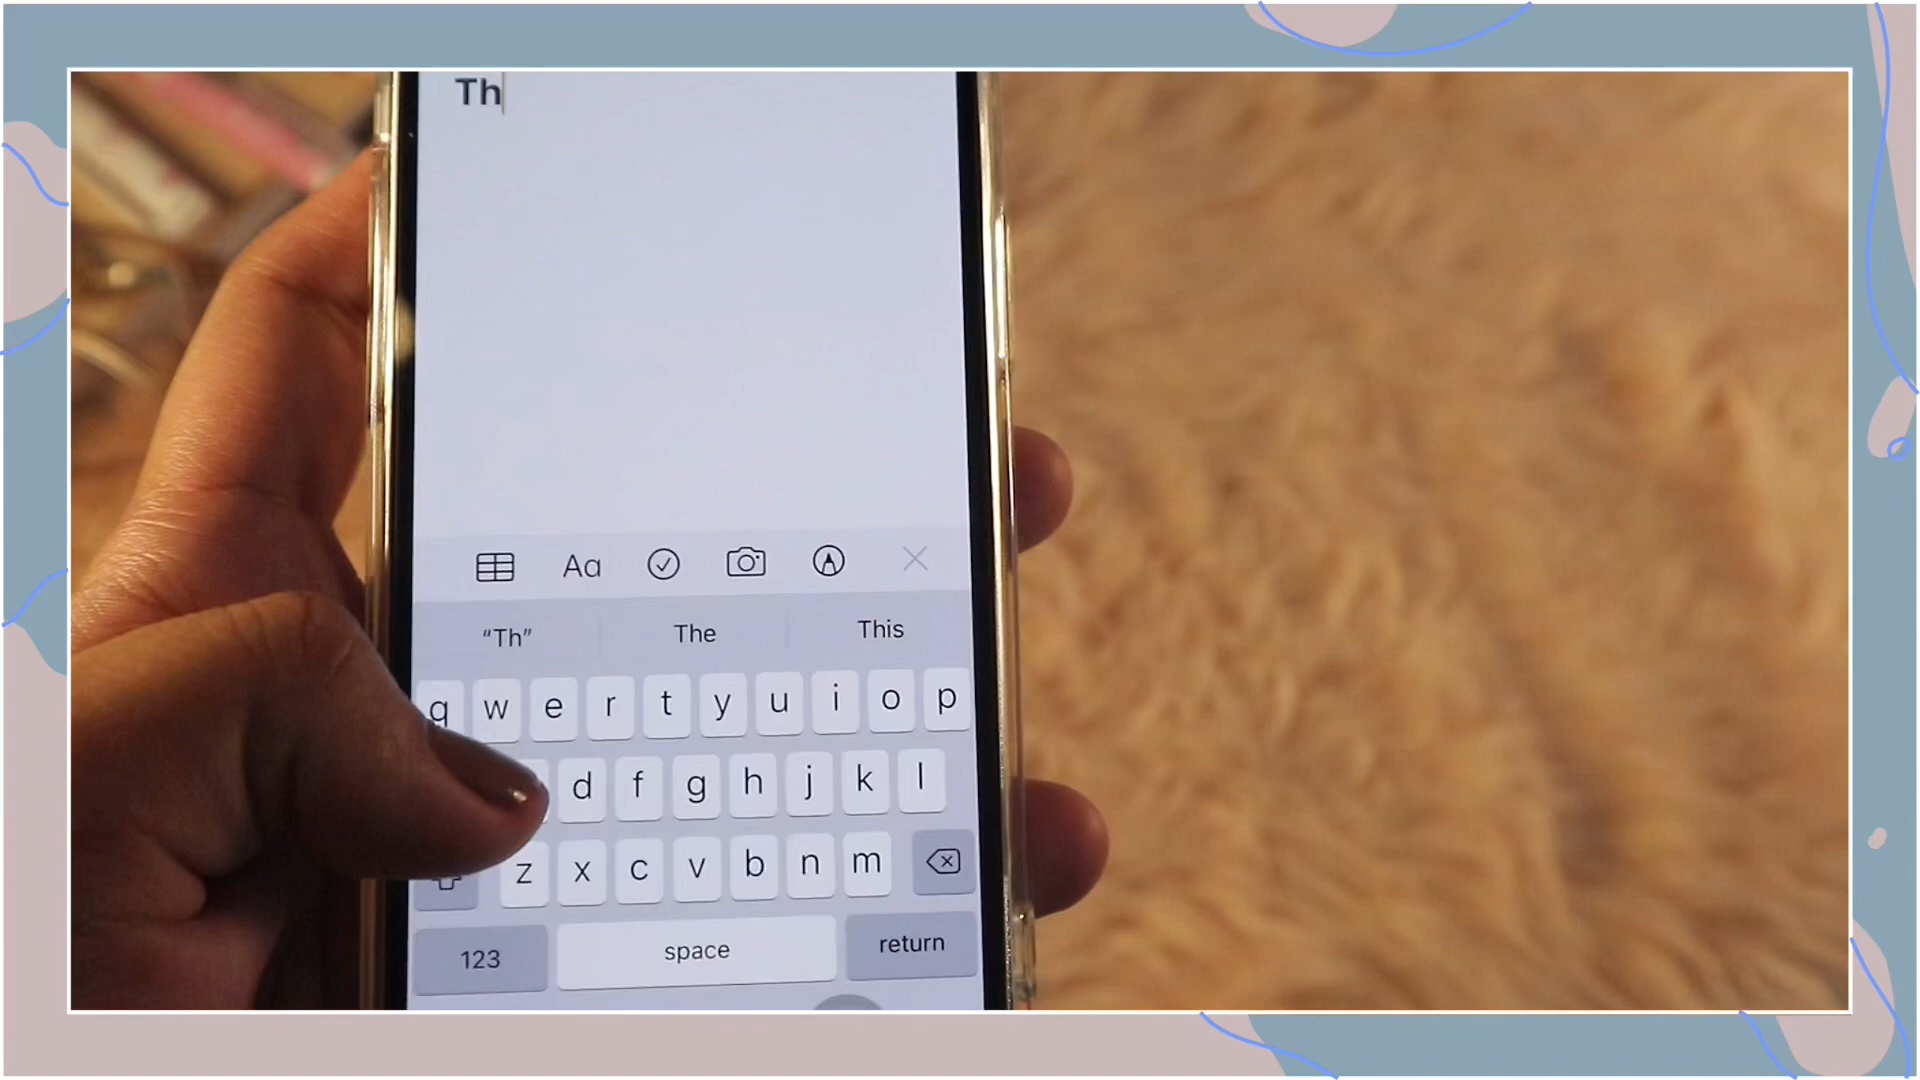 Th
Aa
“Th” The This
q w e r t y u i o p
d f g h j k l
z x c v b n m
123 space return